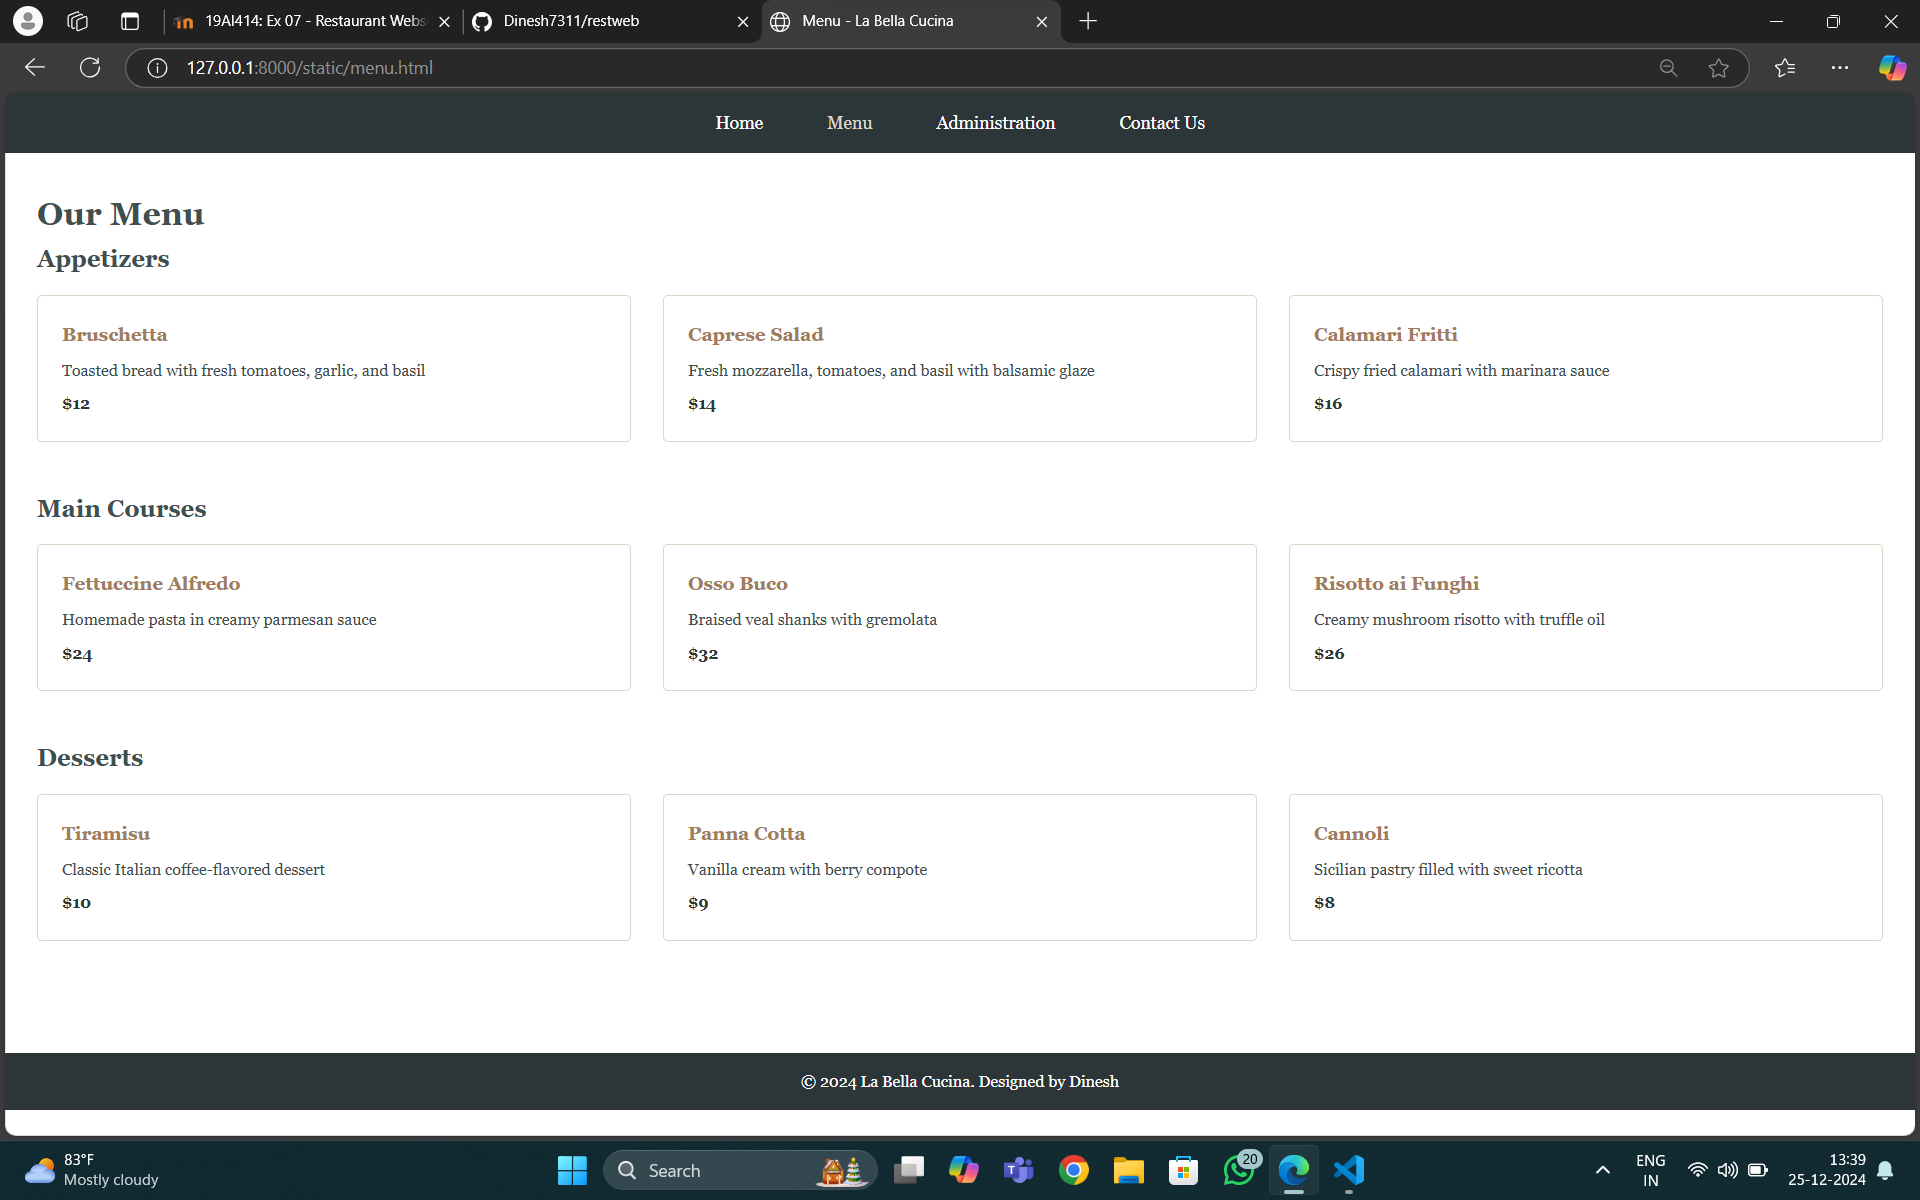 19AI414: Ex 07 - Restaurant Webs
Dinesh7311/restweb
Menu - La Bella Cucina
127.0.0.1:8000/static/menu.html
Home Menu Administration Contact Us
Our Menu
Appetizers
Bruschetta
Toasted bread with fresh tomatoes, garlic, and basil
$12
Caprese Salad
Fresh mozzarella, tomatoes, and basil with balsamic glaze
$14
Calamari Fritti
Crispy fried calamari with marinara sauce
$16
Main Courses
Fettuccine Alfredo
Homemade pasta in creamy parmesan sauce
$24
Osso Buco
Braised veal shanks with gremolata
$32
Risotto ai Funghi
Creamy mushroom risotto with truffle oil
$26
Desserts
Tiramisu
Classic Italian coffee-flavored dessert
$10
Panna Cotta
Vanilla cream with berry compote
$9
Cannoli
Sicilian pastry filled with sweet ricotta
$8
© 2024 La Bella Cucina. Designed by Dinesh
83°F
Mostly cloudy
Search
20
ENG
IN
13:39
25-12-2024